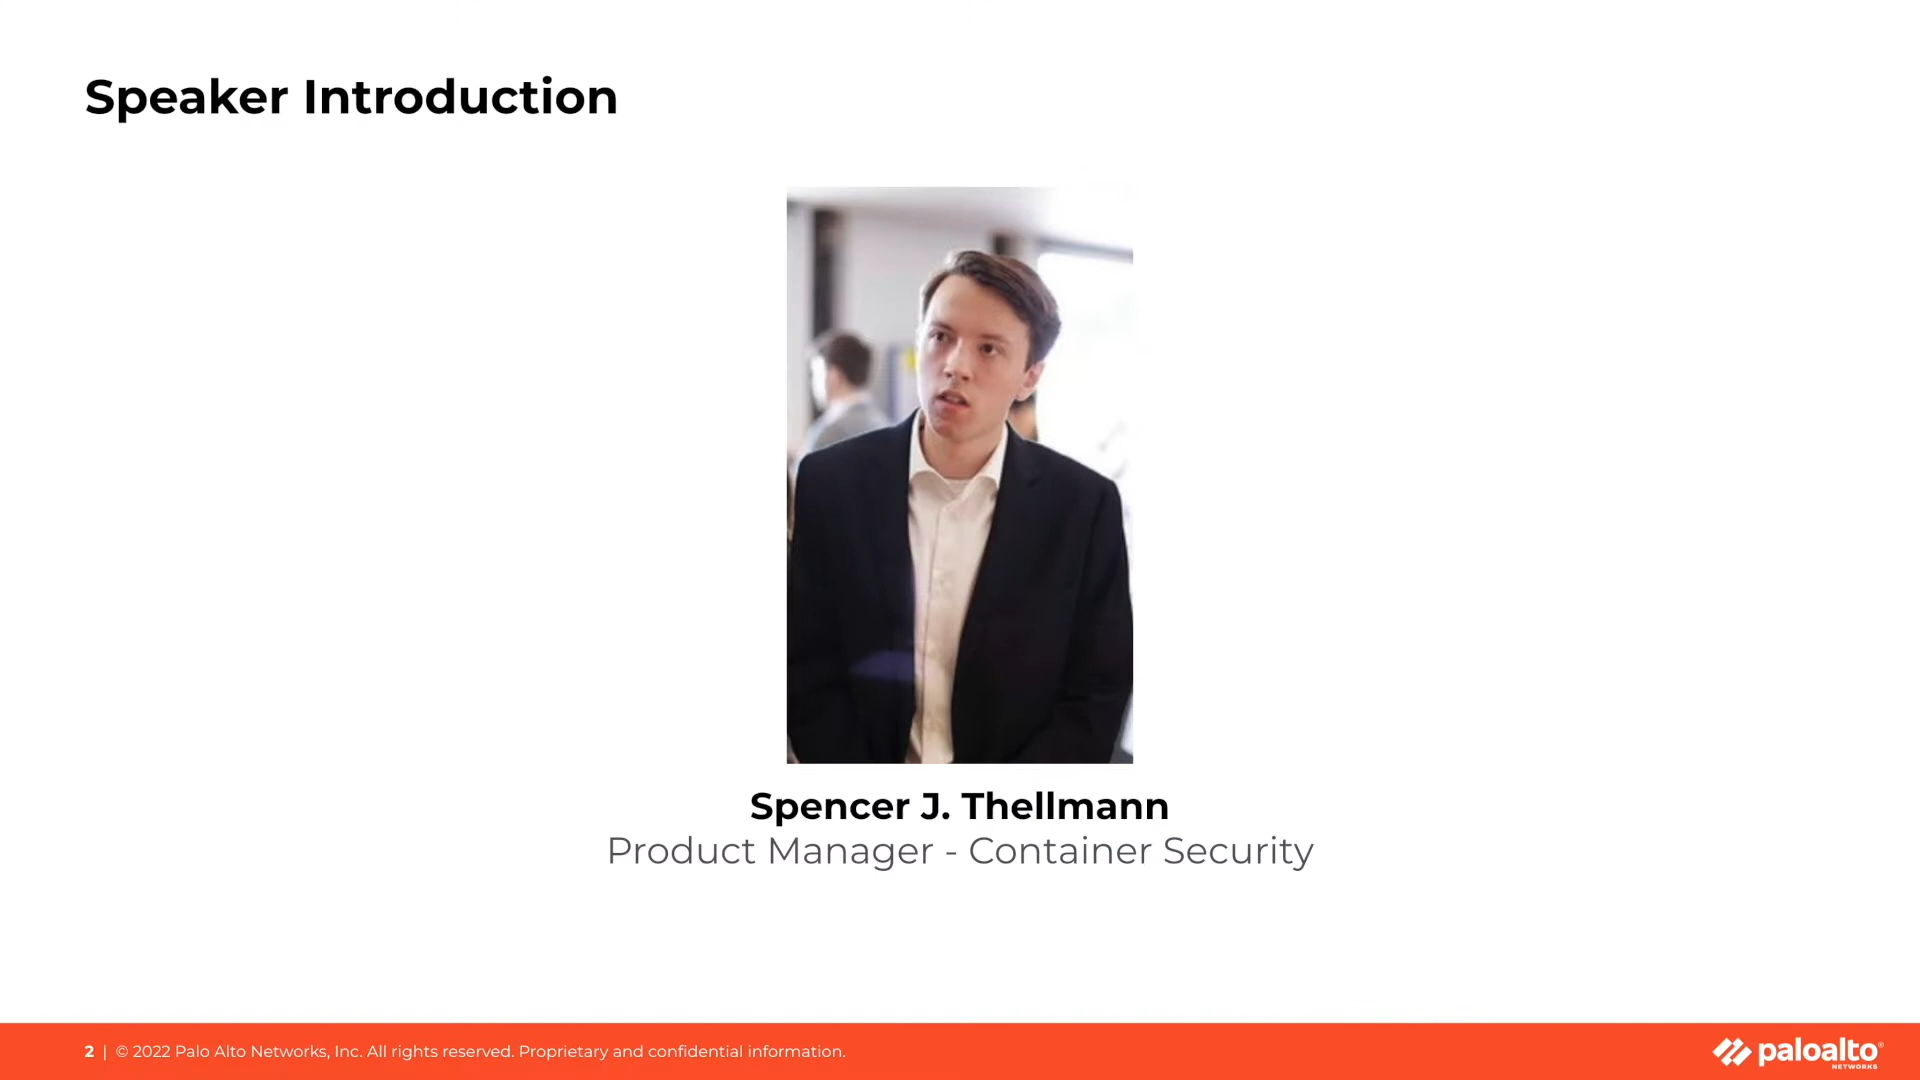 Speaker Introduction
Spencer J. Thellmann
Product Manager - Container Security
2 | © 2022 Palo Alto Networks, Inc. All rights reserved. Proprietary and confidential information.
paloalto®
NETWORKS